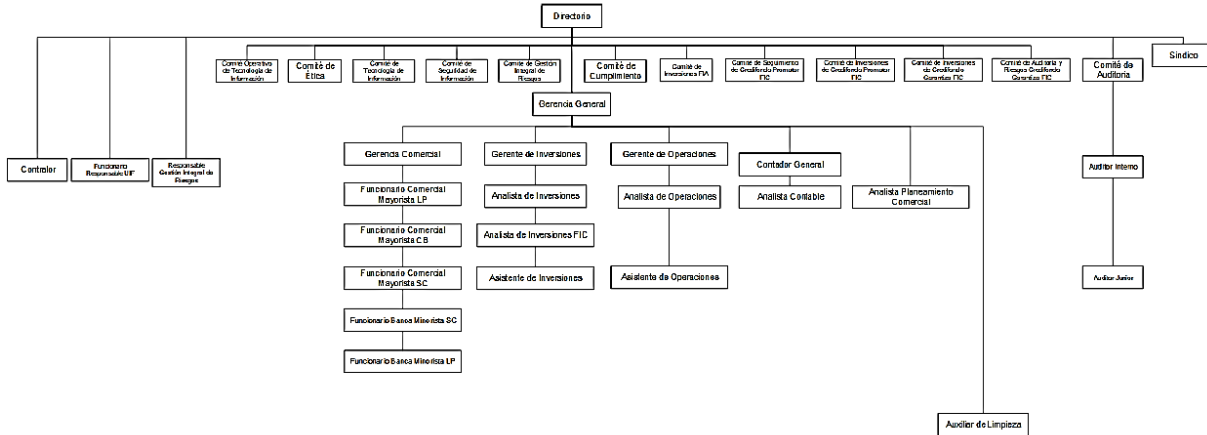 Directorio
Síndico
Comité Operativo
de Tecnología de
Información
Comité de
Ética
Comité de
Tecnología de
Información
Comité de
Seguridad de
Información
Comité de Gestión
Integral de
Riesgos
Comité de
Cumplimiento
Comité de
Inversiones FIA
Comité de Seguimiento
de Credifondo Promotor
FIC
Comité de Inversiones
de Credifondo Promotor
FIC
Comité de Inversiones
de Credifondo
Garantías FIC
Comité de Auditoría y
Riesgos Credifondo
Garantías FIC
Comité de
Auditoría
Gerencia General
Gerencia Comercial
Gerente de Inversiones
Gerente de Operaciones
Contador General
Contralor
Funcionario
Responsable UIF
Responsable
Gestión Integral de
Riesgos
Auditor Interno
Funcionario Comercial
Mayorista LP
Analista de Inversiones
Analista de Operaciones
Analista Contable
Analista Planeamiento
Comercial
Funcionario Comercial
Mayorista CB
Analista de Inversiones FIC
Funcionario Comercial
Mayorista SC
Asistente de Inversiones
Asistente de Operaciones
Auditor Junior
Funcionario Banca Minorista SC
Funcionario Banca Minorista LP
Auxiliar de Limpieza